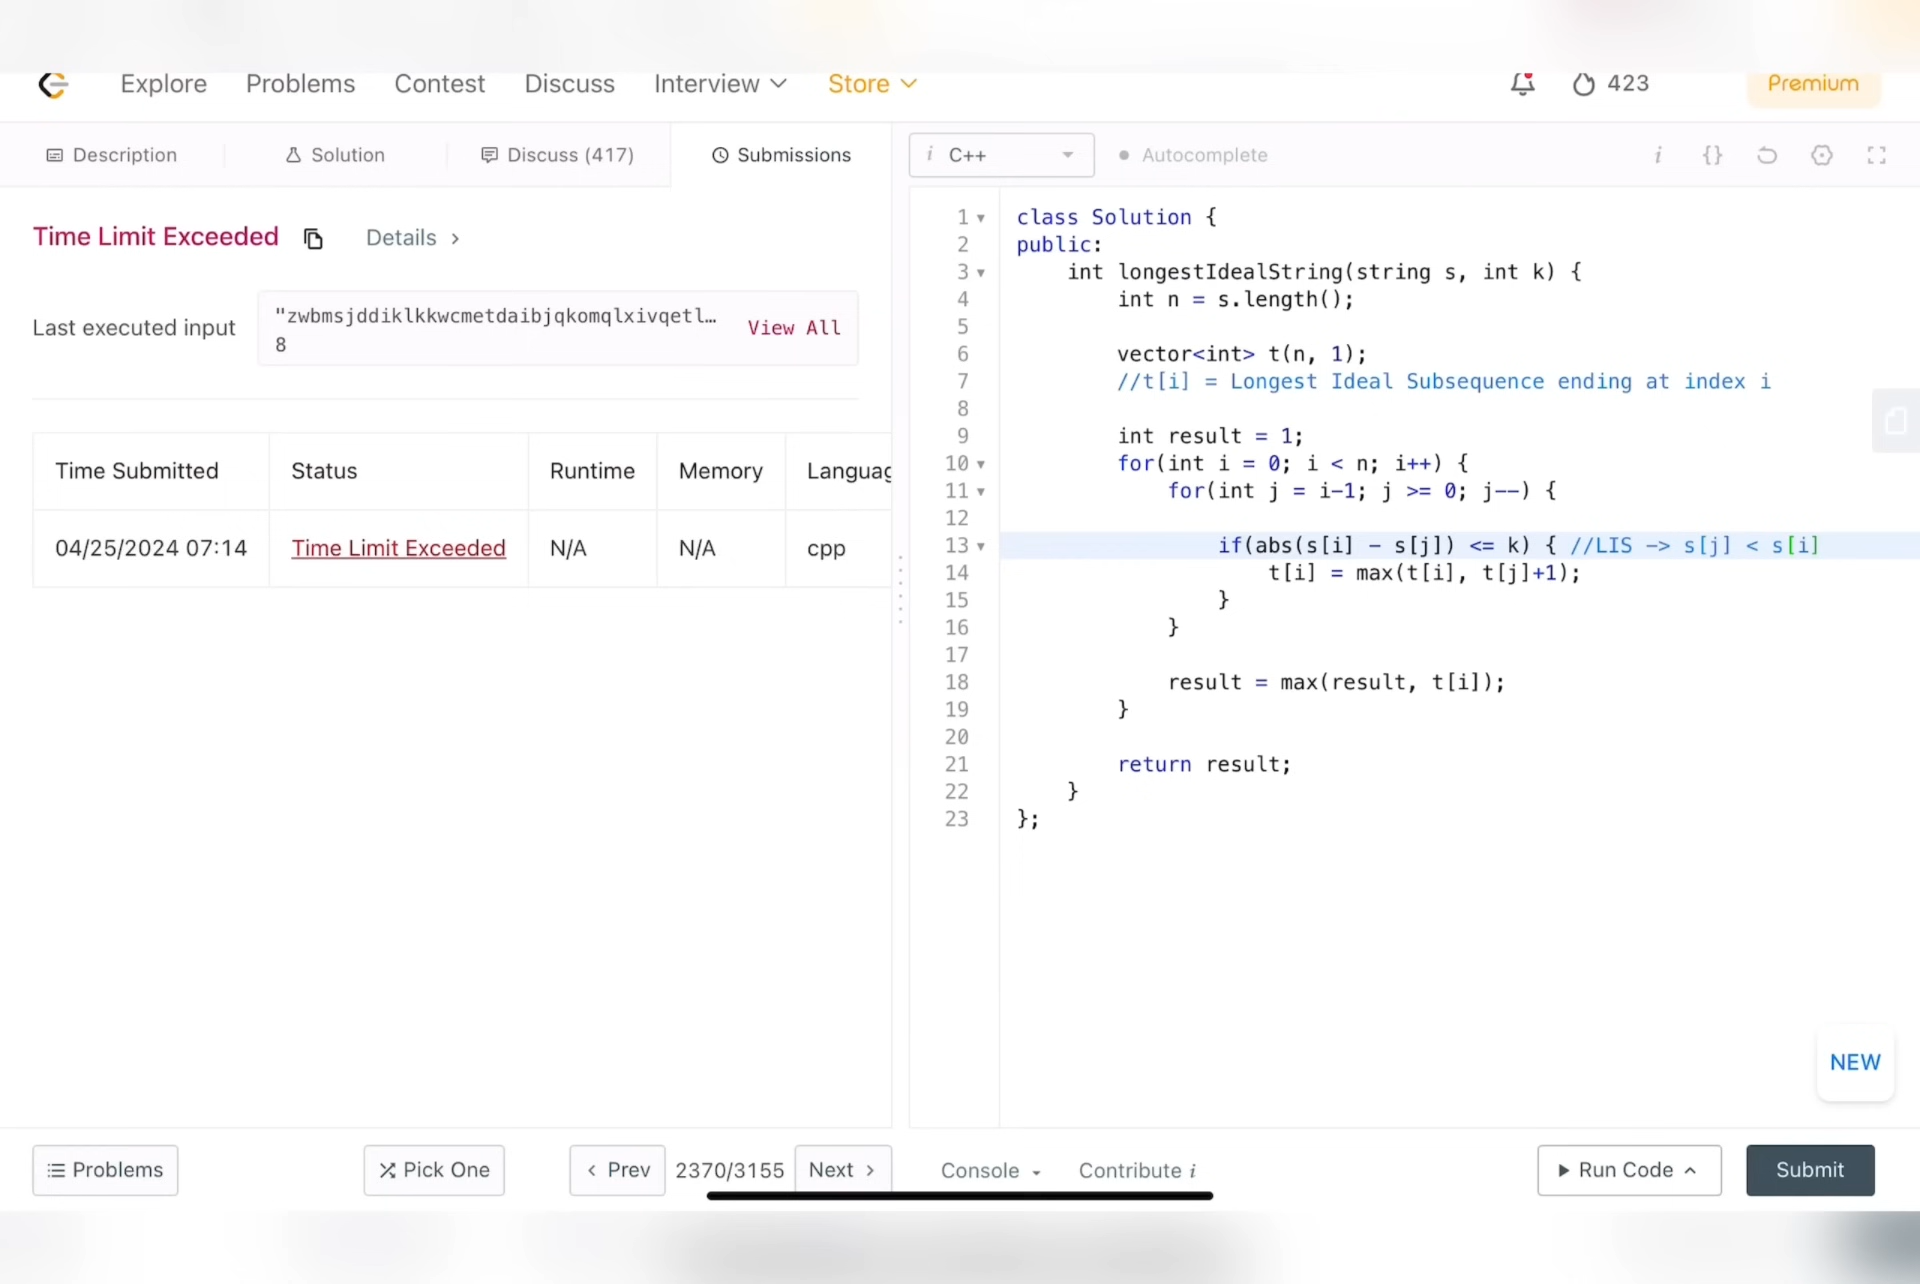 Explore Problems Contest Discuss Interview Store 423 Premium
Description Solution Discuss (417) Submissions
Time Limit Exceeded Details >
Last executed input
"zwbmsjddiklkkwcmetdaibjqkomqlxivqetl…
8
View All
Time Submitted Status Runtime Memory Languag
04/25/2024 07:14 Time Limit Exceeded N/A N/A cpp
i C++ Autocomplete i {}
1 class Solution {
2 public:
3     int longestIdealString(string s, int k) {
4         int n = s.length();
5
6         vector<int> t(n, 1);
7         //t[i] = Longest Ideal Subsequence ending at index i
8
9         int result = 1;
10         for(int i = 0; i < n; i++) {
11             for(int j = i-1; j >= 0; j--) {
12
13                 if(abs(s[i] - s[j]) <= k) { //LIS -> s[j] < s[i]
14                     t[i] = max(t[i], t[j]+1);
15                 }
16             }
17
18             result = max(result, t[i]);
19         }
20
21         return result;
22     }
23 };
NEW
Problems Pick One < Prev 2370/3155 Next > Console Contribute i Run Code Submit